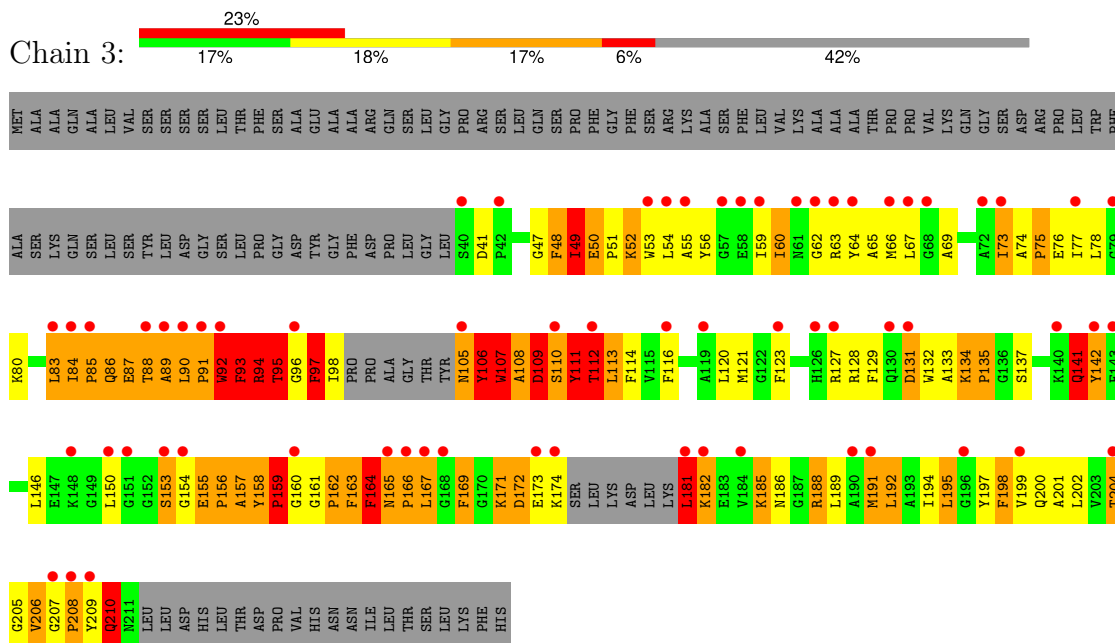 23%
Chain 3:
17% 18% 17% 6% 42%
MET ALA ALA GLN ALA LEU VAL SER SER SER SER LEU THR PHE SER ALA GLU ALA ALA ARG GLN SER LEU GLY PRO ARG SER LEU GLN SER PRO PHE GLY PHE SER ARG LYS ALA SER PHE LEU VAL LYS ALA ALA ALA THR PRO PRO VAL LYS GLN GLY SER ASP ARG PRO LEU TRP PHE
ALA SER LYS GLN SER LEU SER TYR LEU ASP GLY SER LEU PRO GLY ASP TYR GLY PHE ASP PRO LEU GLY LEU S40 D41 P42 G47 F48 I49 E50 P51 K52 W53 L54 A55 Y56 G57 E58 I59 I60 N61 G62 R63 Y64 A65 M66 L67 G68 A69 A72 I73 A74 P75 E76 I77 L78 G79
K80 L83 I84 P85 Q86 E87 T88 A89 L90 P91 W92 F93 R94 T95 G96 F97 I98 PRO PRO ALA GLY THR TYR N105 Y106 W107 A108 D109 S110 Y111 T112 L113 F114 V115 F116 A119 L120 M121 G122 F123 H126 R127 R128 F129 Q130 D131 W132 A133 K134 P135 G136 S137 K140 Q141 Y142 F143
L146 E147 K148 G149 L150 G151 G152 S153 G154 E155 P156 A157 Y158 P159 G160 G161 P162 F163 F164 N165 P166 L167 G168 F169 G170 K171 D172 E173 K174 SER LEU LYS ASP LEU LYS L181 K182 E183 V184 K185 N186 G187 R188 L189 A190 M191 L192 A193 I194 L195 G196 Y197 F198 V199 Q200 A201 L202 V203 T204
G205 V206 G207 P208 Y209 Q210 N211 LEU LEU ASP HIS LEU THR ASP PRO VAL HIS ASN ASN ILE LEU THR SER LEU LYS PHE HIS